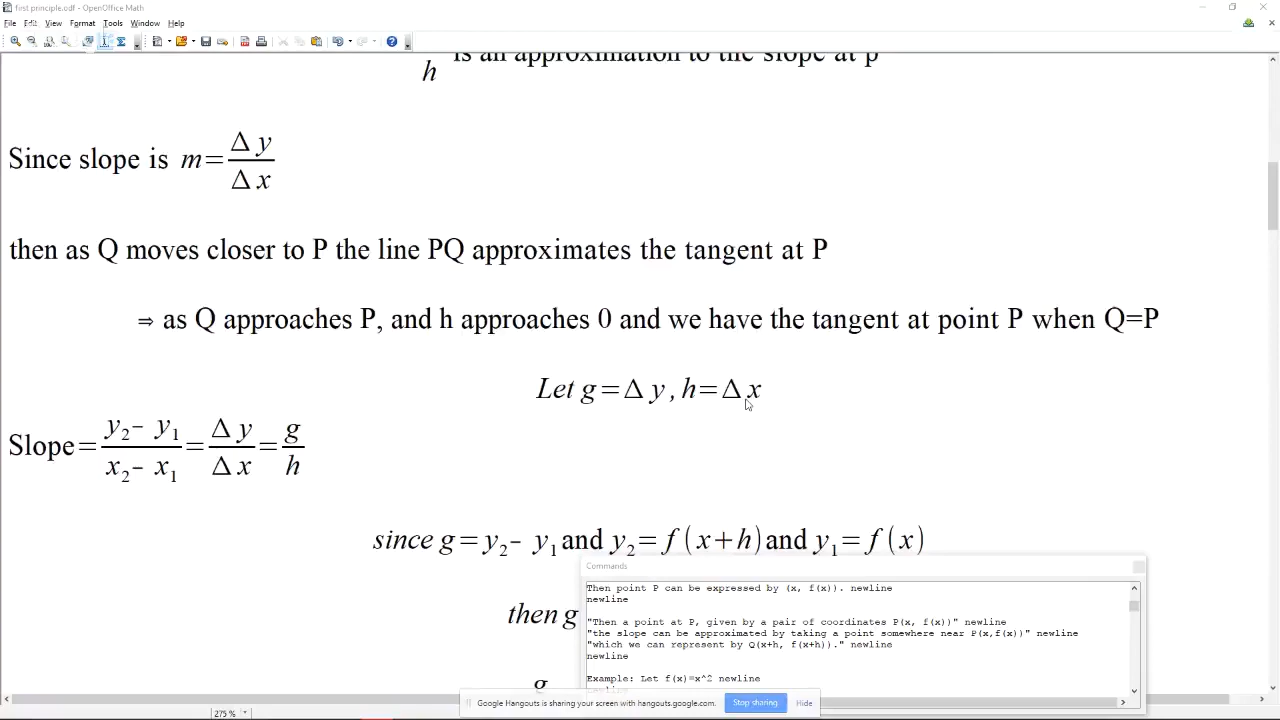 first principle.odf - OpenOffice Math
File Edit View Format Tools Window Help
h is an approximation to the slope at p
Since slope is m = Δ y / Δ x
then as Q moves closer to P the line PQ approximates the tangent at P
⇒ as Q approaches P, and h approaches 0 and we have the tangent at point P when Q=P
Let g = Δ y , h = Δ x
Slope = y₂ − y₁ / x₂ − x₁ = Δ y / Δ x = g / h
since g = y₂ − y₁ and y₂ = f (x+h) and y₁ = f (x)
then g
g
Commands
Then point P can be expressed by (x, f(x)). newline
newline
"Then a point at P, given by a pair of coordinates P(x, f(x))" newline
"the slope can be approximated by taking a point somewhere near P(x,f(x))" newline
"which we can represent by Q(x+h, f(x+h))." newline
newline
Example: Let f(x)=x^2 newline
Google Hangouts is sharing your screen with hangouts.google.com. Stop sharing Hide
275 %